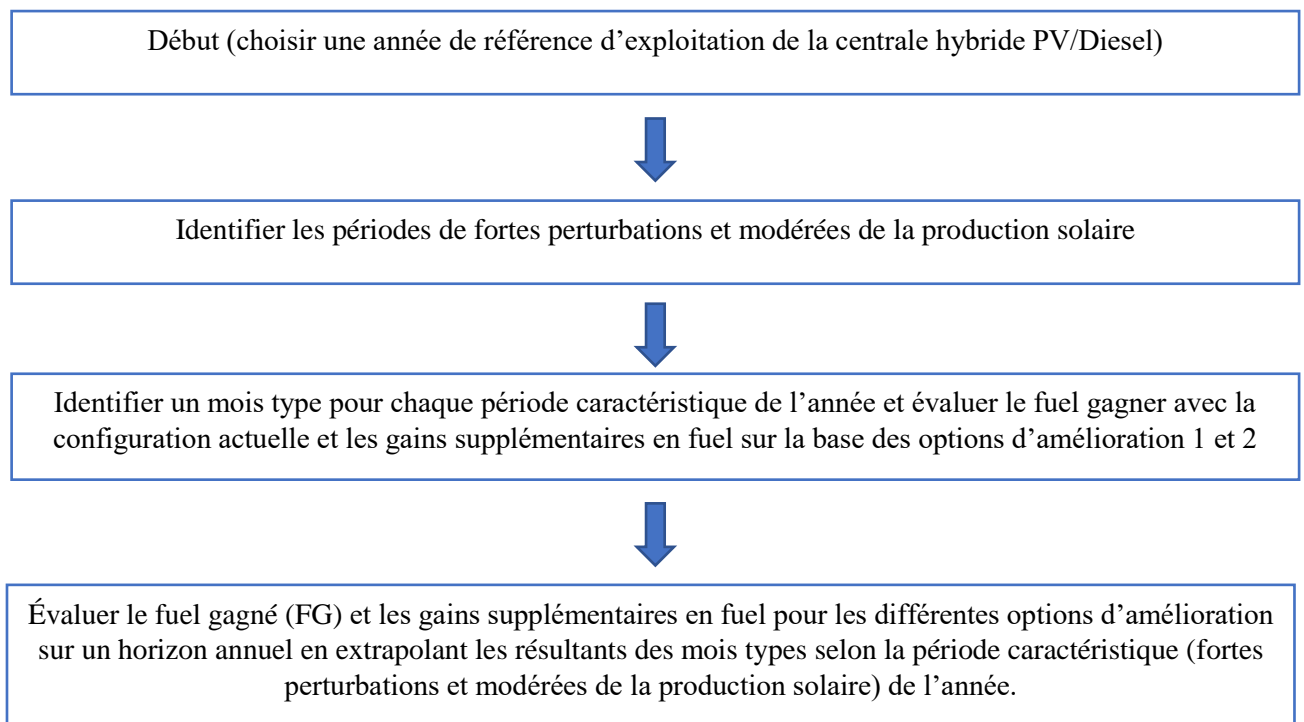 Début (choisir une année de référence d’exploitation de la centrale hybride PV/Diesel)
Identifier les périodes de fortes perturbations et modérées de la production solaire
Identifier un mois type pour chaque période caractéristique de l’année et évaluer le fuel gagner avec la
configuration actuelle et les gains supplémentaires en fuel sur la base des options d’amélioration 1 et 2
Évaluer le fuel gagné (FG) et les gains supplémentaires en fuel pour les différentes options d’amélioration
sur un horizon annuel en extrapolant les résultants des mois types selon la période caractéristique (fortes
perturbations et modérées de la production solaire) de l’année.